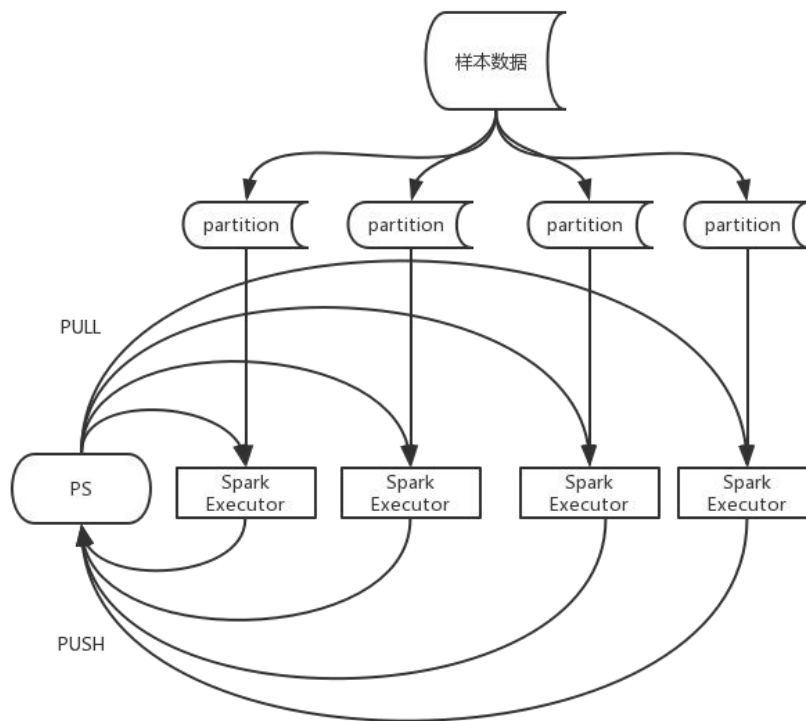 样本数据
partition
partition
partition
partition
PULL
PS
Spark
Executor
Spark
Executor
Spark
Executor
Spark
Executor
PUSH